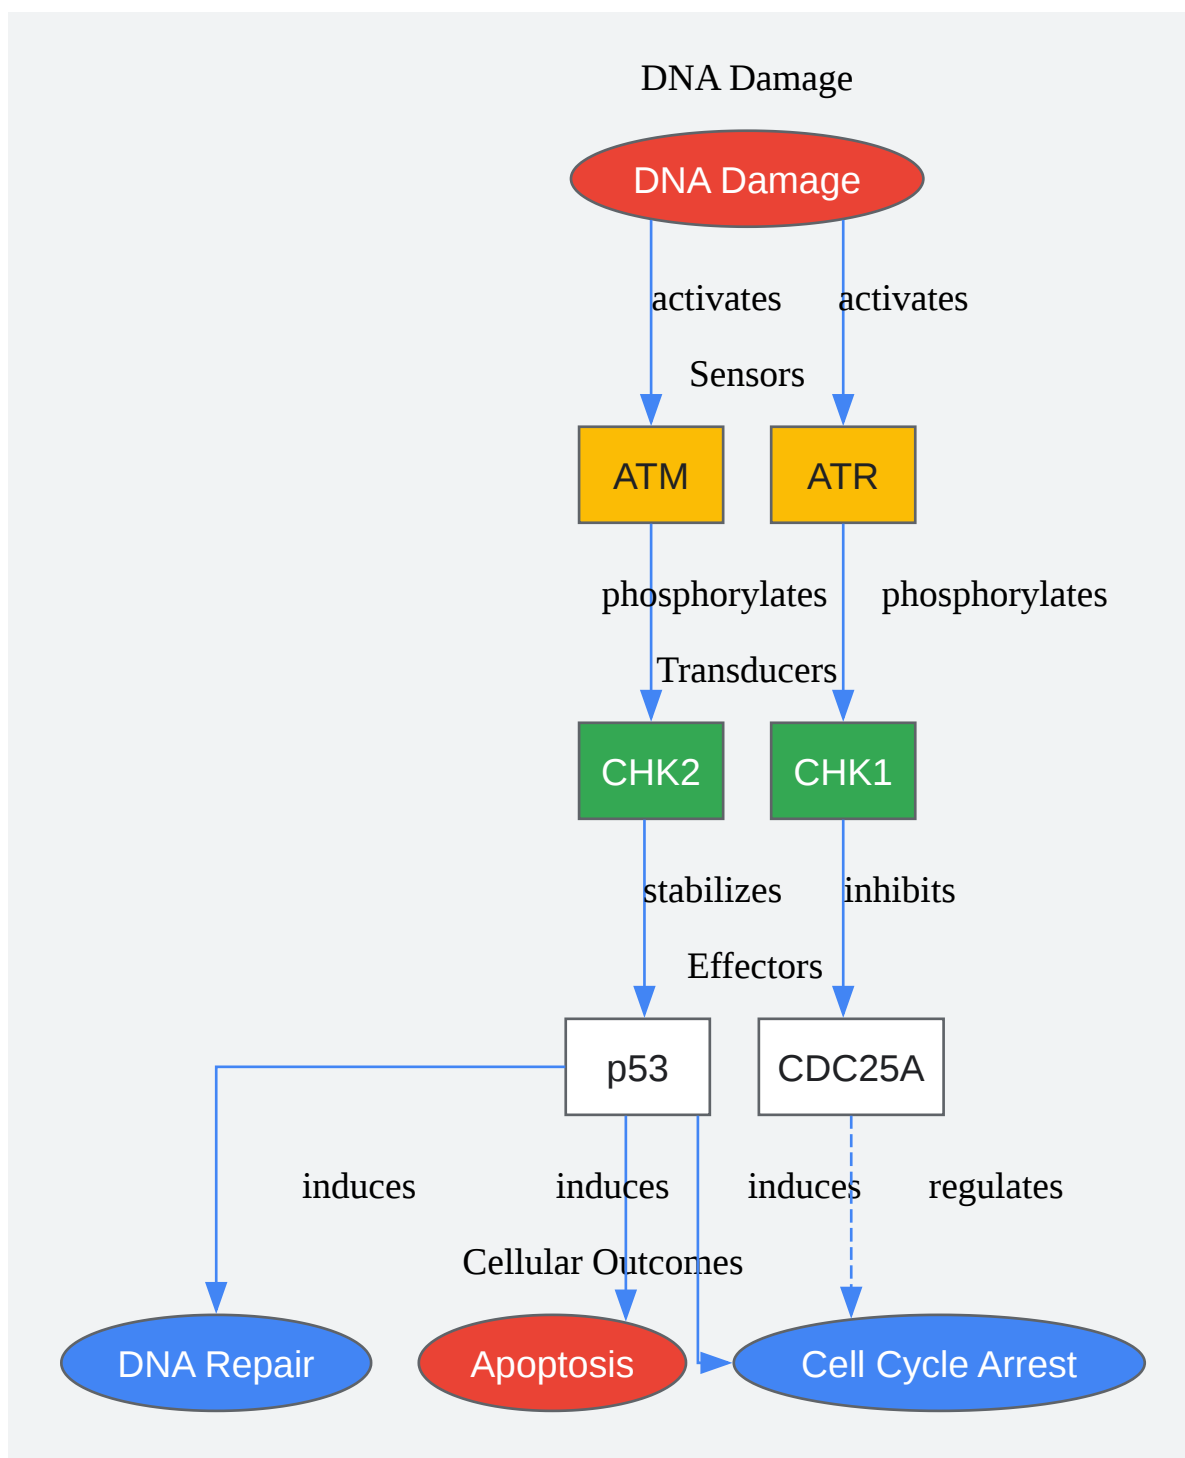 DNA Damage
DNA Damage
activates
activates
Sensors
ATM
ATR
phosphorylates
phosphorylates
Transducers
CHK2
CHK1
stabilizes
inhibits
Effectors
p53
CDC25A
induces
induces
induces
regulates
Cellular Outcomes
DNA Repair
Apoptosis
Cell Cycle Arrest